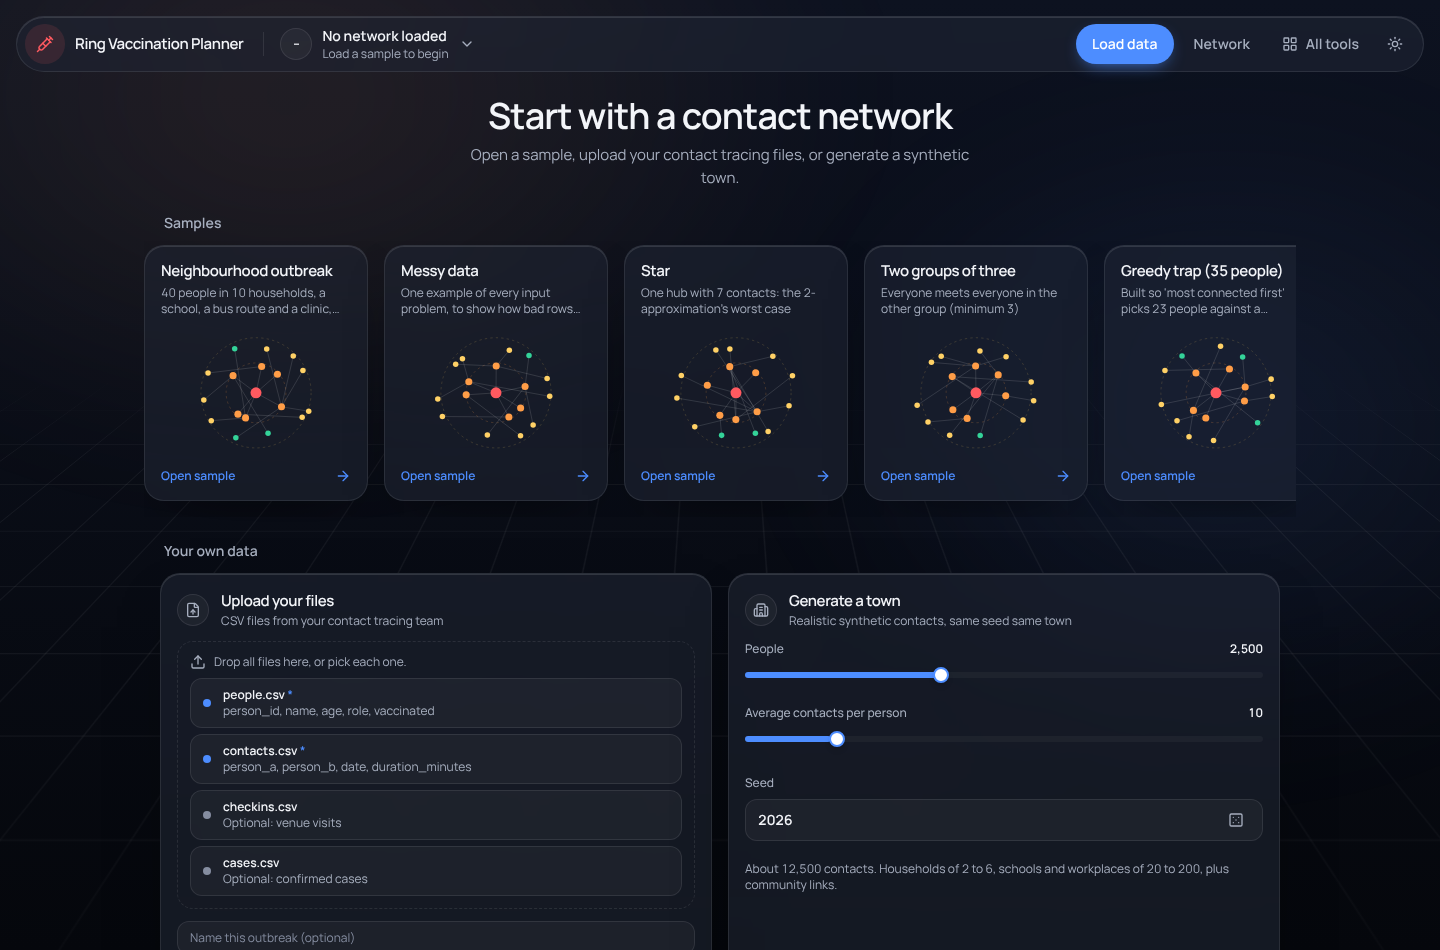 Ring Vaccination Planner
-
No network loaded
Load a sample to begin
Load data
Network
All tools
Start with a contact network
Open a sample, upload your contact tracing files, or generate a synthetic
town.
Samples
Neighbourhood outbreak
40 people in 10 households, a
school, a bus route and a clinic,...
Open sample
Messy data
One example of every input
problem, to show how bad rows...
Open sample
Star
One hub with 7 contacts: the 2-
approximation's worst case
Open sample
Two groups of three
Everyone meets everyone in the
other group (minimum 3)
Open sample
Greedy trap (35 people)
Built so 'most connected first'
picks 23 people against a...
Open sample
Your own data
Upload your files
CSV files from your contact tracing team
Drop all files here, or pick each one.
people.csv *
person_id, name, age, role, vaccinated
contacts.csv *
person_a, person_b, date, duration_minutes
checkins.csv
Optional: venue visits
cases.csv
Optional: confirmed cases
Name this outbreak (optional)
Generate a town
Realistic synthetic contacts, same seed same town
People
2,500
Average contacts per person
10
Seed
2026
About 12,500 contacts. Households of 2 to 6, schools and workplaces of 20 to 200, plus
community links.